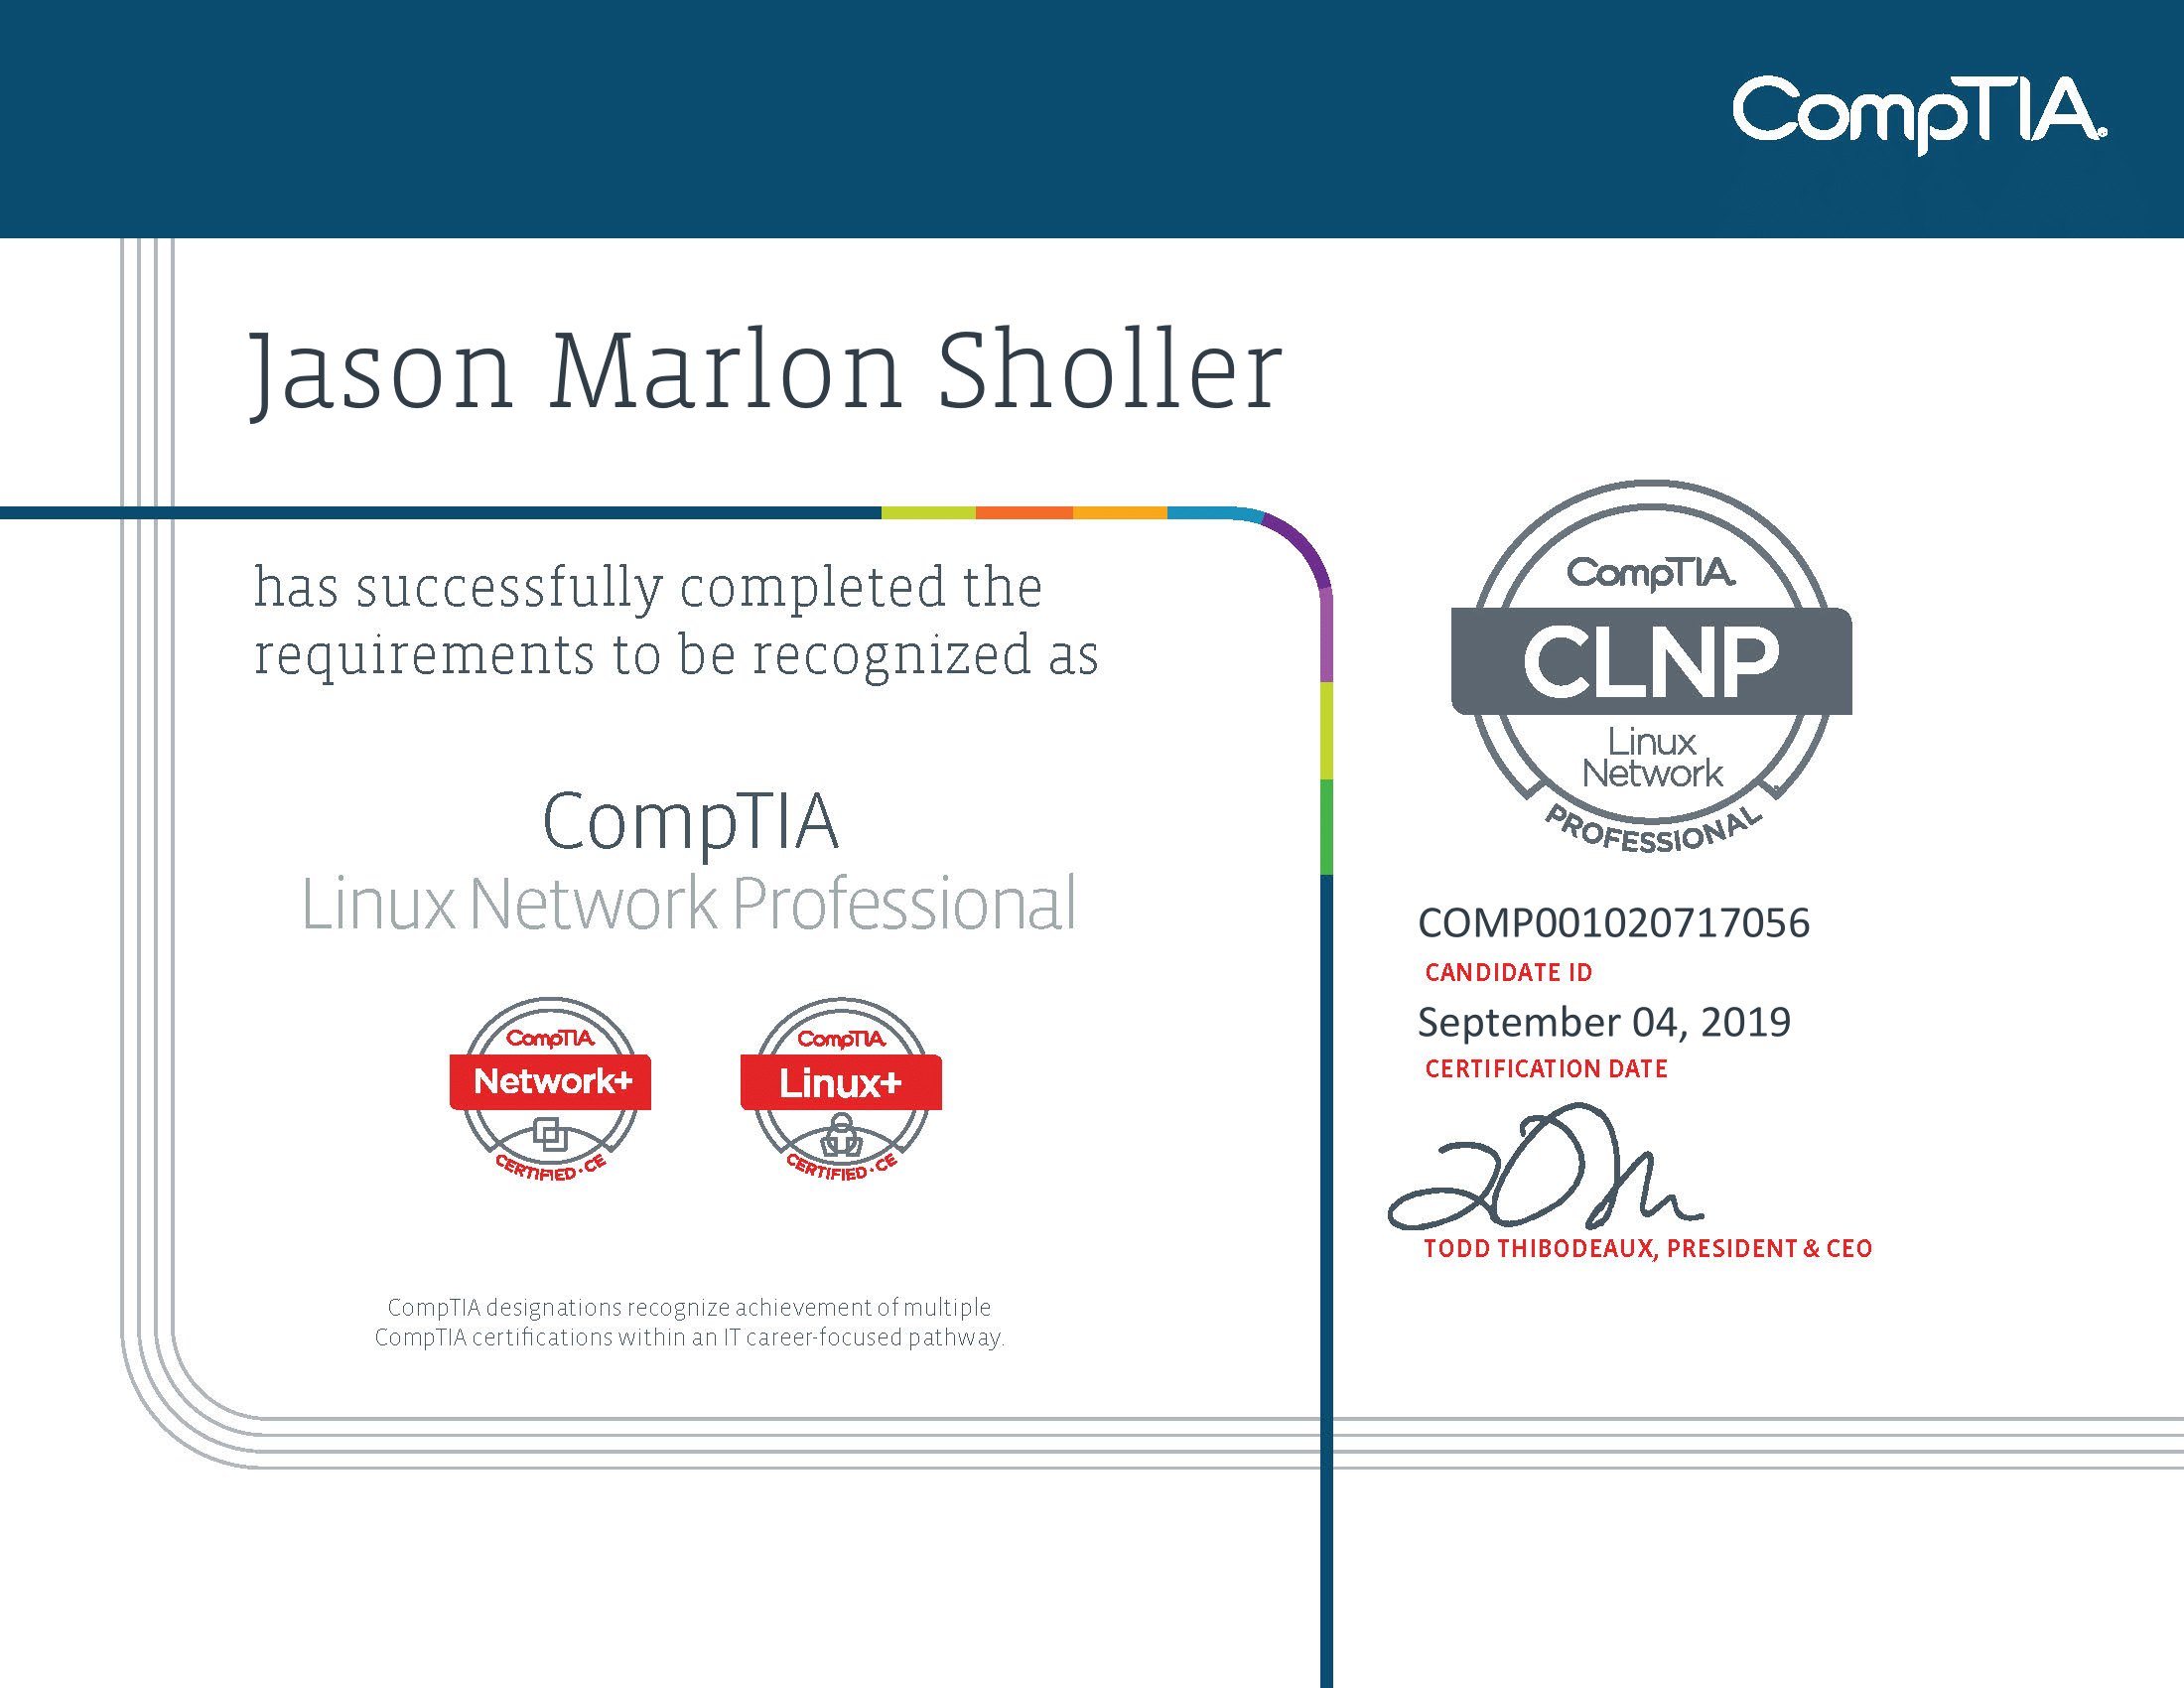 CompTIA®
Jason Marlon Sholler
has successfully completed the
requirements to be recognized as
CompTIA
Linux Network Professional
CompTIA
Network+
CERTIFIED • CE
CompTIA
Linux+
CERTIFIED • CE
CompTIA designations recognize achievement of multiple
CompTIA certifications within an IT career-focused pathway.
CompTIA
CLNP
Linux
Network
PROFESSIONAL
COMP001020717056
CANDIDATE ID
September 04, 2019
CERTIFICATION DATE
TODD THIBODEAUX, PRESIDENT & CEO